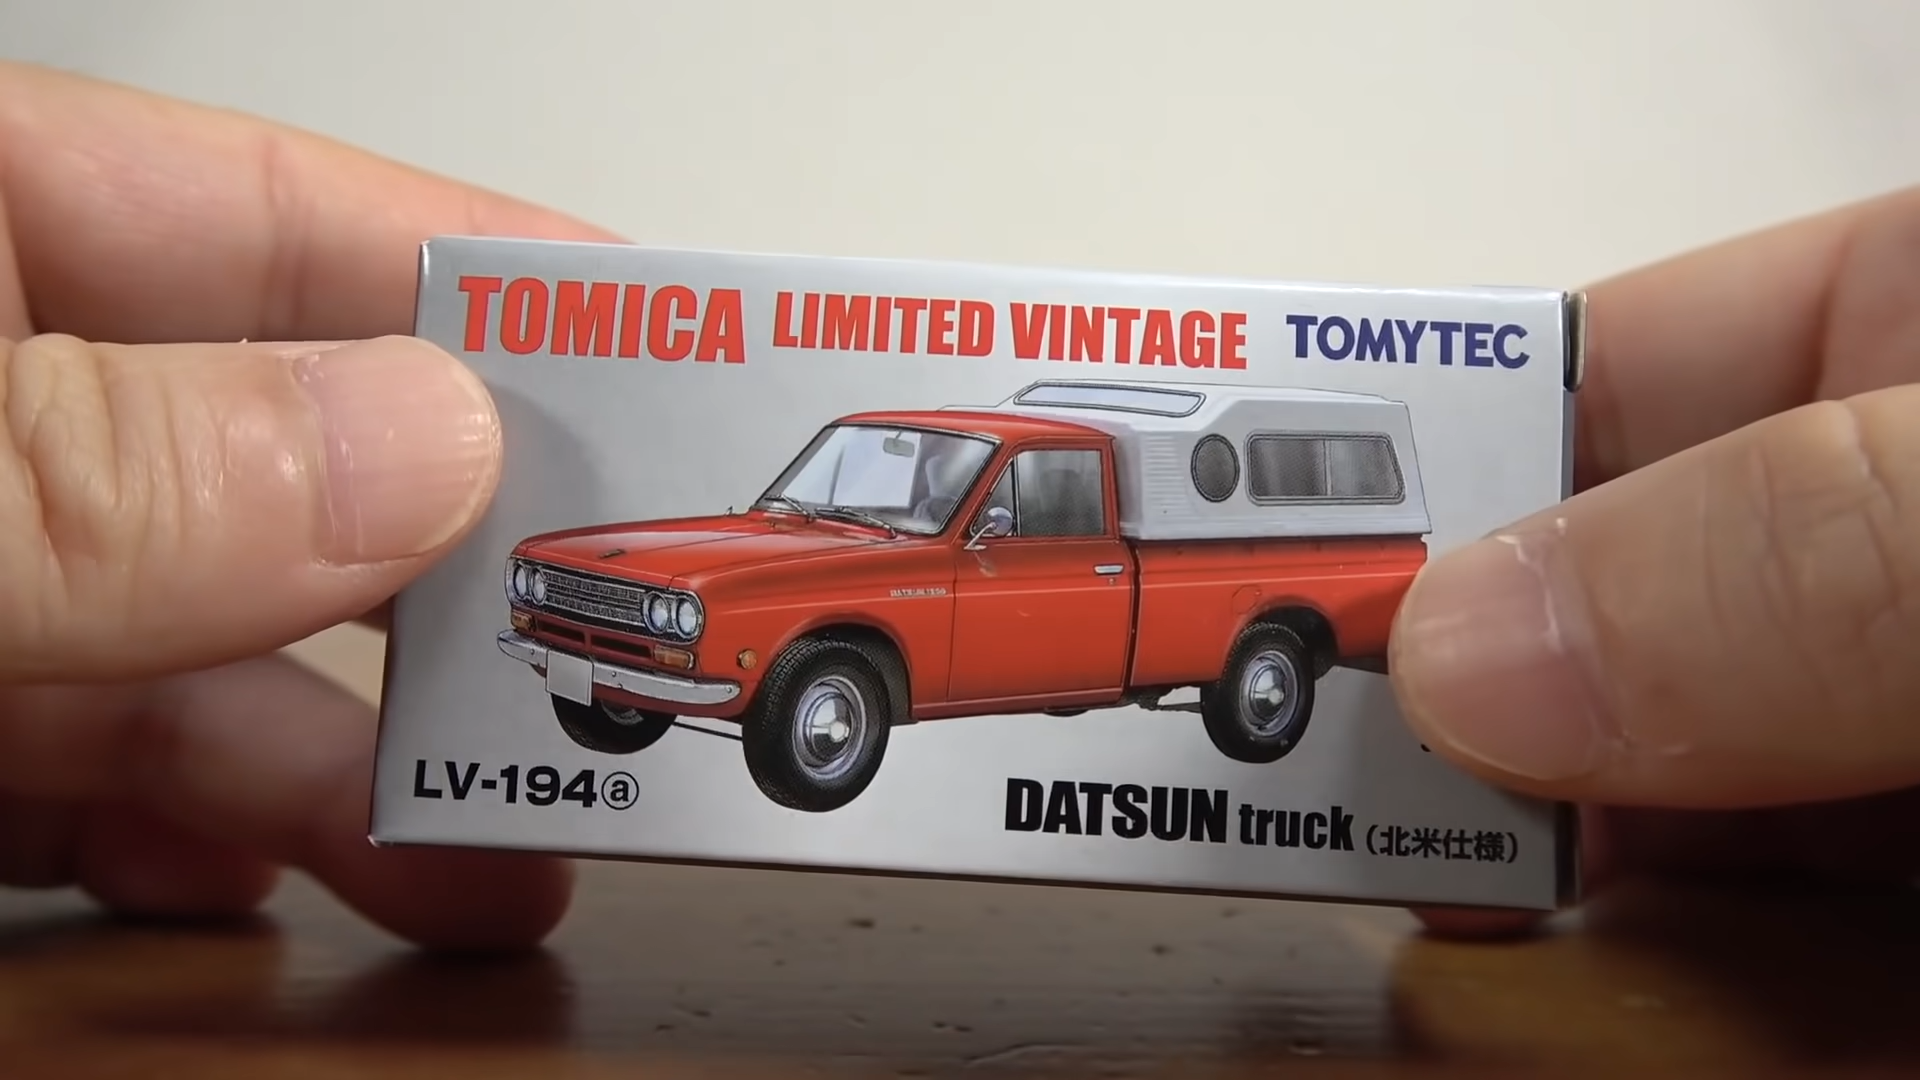 TOMICA LIMITED VINTAGE TOMYTEC
LV-194ⓐ
DATSUN truck (北米仕様)